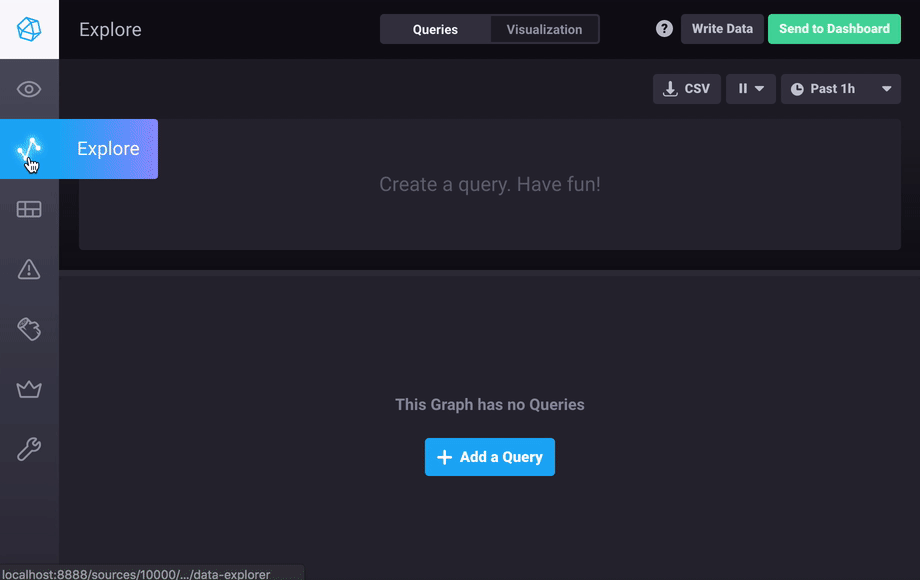 Explore
Queries
Visualization
?
Write Data
Send to Dashboard
CSV
Past 1h
Explore
Create a query. Have fun!
This Graph has no Queries
+ Add a Query
localhost:8888/sources/10000/.../data-explorer